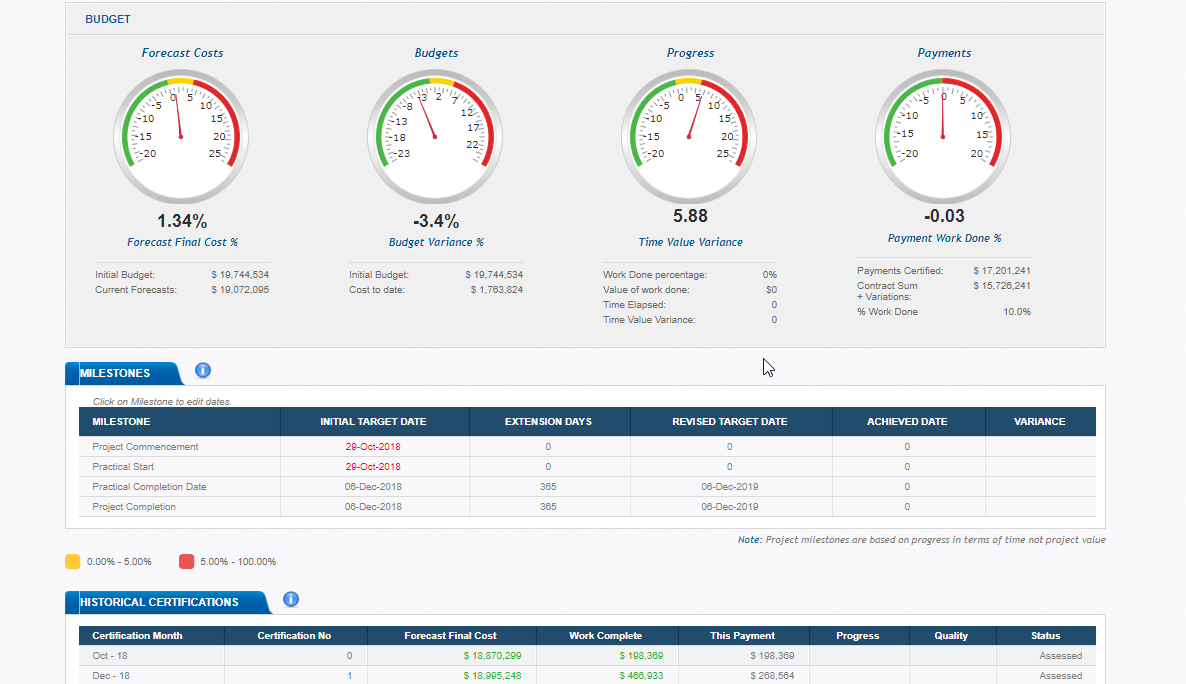 BUDGET
Forecast Costs Budgets Progress Payments
-20 -15 -10 -5 0 5 10 15 20 25
-23 -18 -13 -8 -3 2 7 12 17 22
-20 -15 -10 -5 0 5 10 15 20 25
-20 -15 -10 -5 0 5 10 15 20
1.34% -3.4% 5.88 -0.03
Forecast Final Cost % Budget Variance % Time Value Variance Payment Work Done %
Initial Budget: $ 19,744,534
Current Forecasts: $ 19,072,095
Initial Budget: $ 19,744,534
Cost to date: $ 1,763,824
Work Done percentage: 0%
Value of work done: $0
Time Elapsed: 0
Time Value Variance: 0
Payments Certified: $ 17,201,241
Contract Sum $ 15,726,241
+ Variations:
% Work Done 10.0%
MILESTONES
Click on Milestone to edit dates.
MILESTONE INITIAL TARGET DATE EXTENSION DAYS REVISED TARGET DATE ACHIEVED DATE VARIANCE
Project Commencement 29-Oct-2018 0 0 0
Practical Start 29-Oct-2018 0 0 0
Practical Completion Date 06-Dec-2018 365 06-Dec-2019 0
Project Completion 06-Dec-2018 365 06-Dec-2019 0
Note: Project milestones are based on progress in terms of time not project value
0.00% - 5.00% 5.00% - 100.00%
HISTORICAL CERTIFICATIONS
Certification Month Certification No Forecast Final Cost Work Complete This Payment Progress Quality Status
Oct - 18 0 $ 18,870,299 $ 198,369 $ 198,369 Assessed
Dec - 18 1 $ 18,995,248 $ 466,933 $ 268,564 Assessed